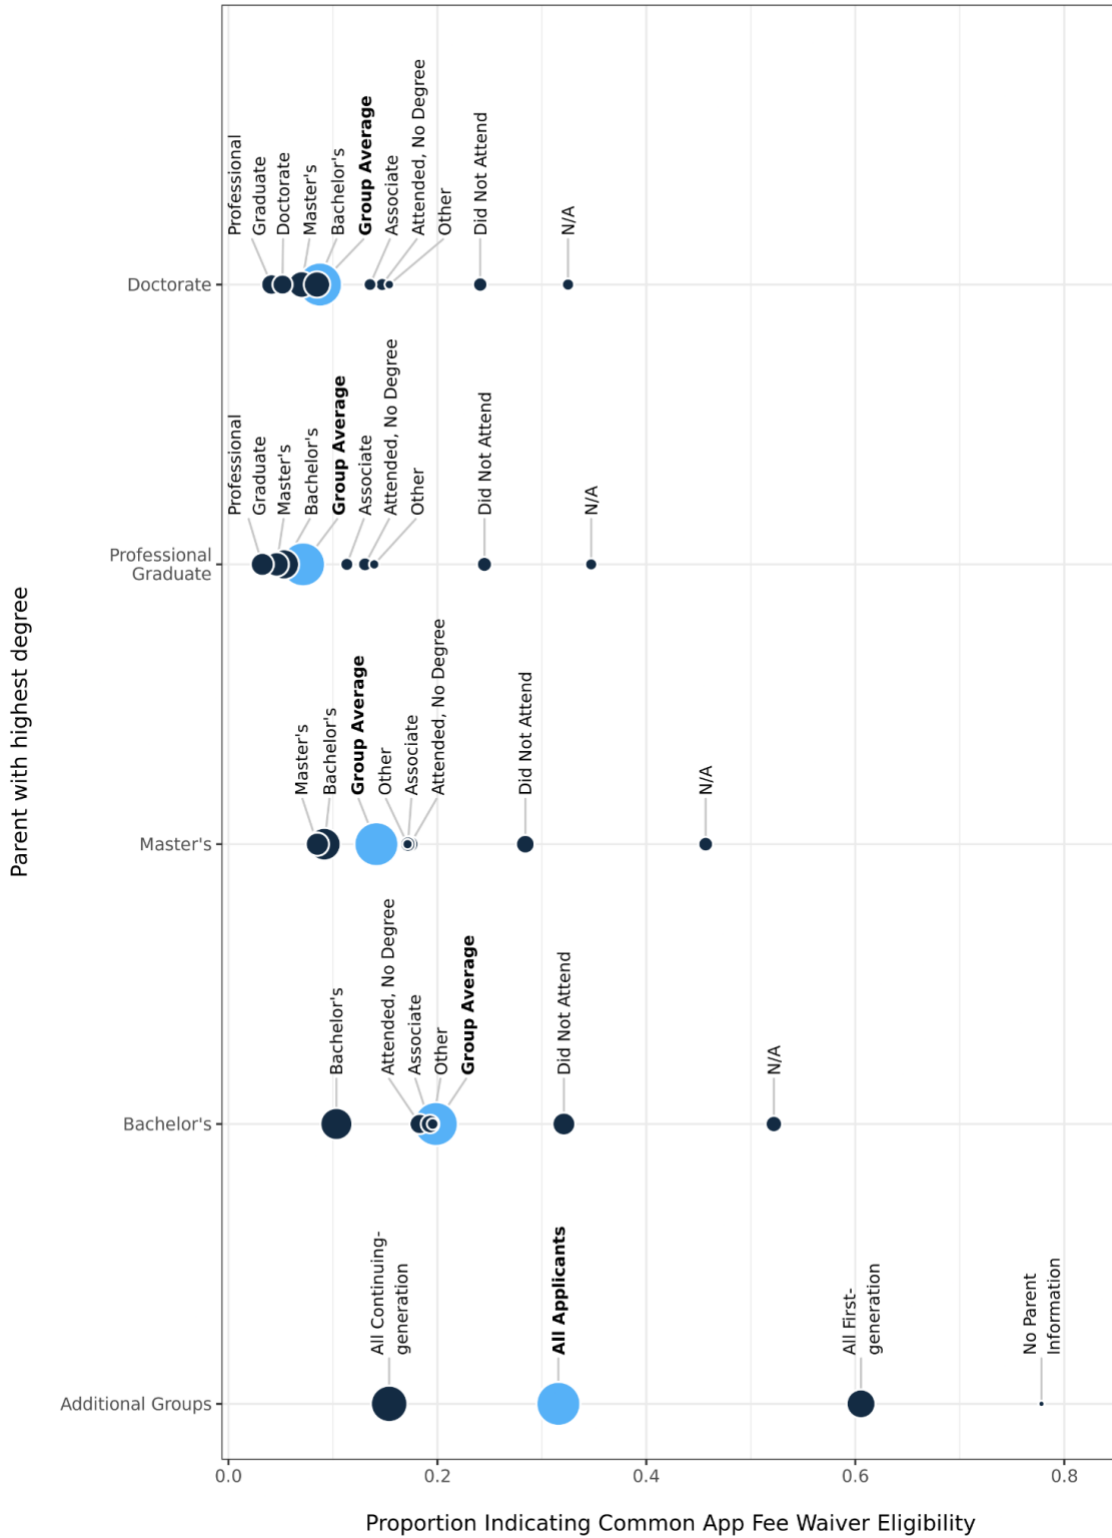 Parent with highest degree
Doctorate
Professional
Graduate
Doctorate
Master's
Bachelor's
Group Average
Associate
Attended, No Degree
Other
Did Not Attend
N/A
Professional
Graduate
Professional
Graduate
Master's
Bachelor's
Group Average
Associate
Attended, No Degree
Other
Did Not Attend
N/A
Master's
Master's
Bachelor's
Group Average
Other
Associate
Attended, No Degree
Did Not Attend
N/A
Bachelor's
Bachelor's
Attended, No Degree
Associate
Other
Group Average
Did Not Attend
N/A
Additional Groups
All Continuing-
generation
All Applicants
All First-
generation
No Parent
Information
0.0
0.2
0.4
0.6
0.8
Proportion Indicating Common App Fee Waiver Eligibility